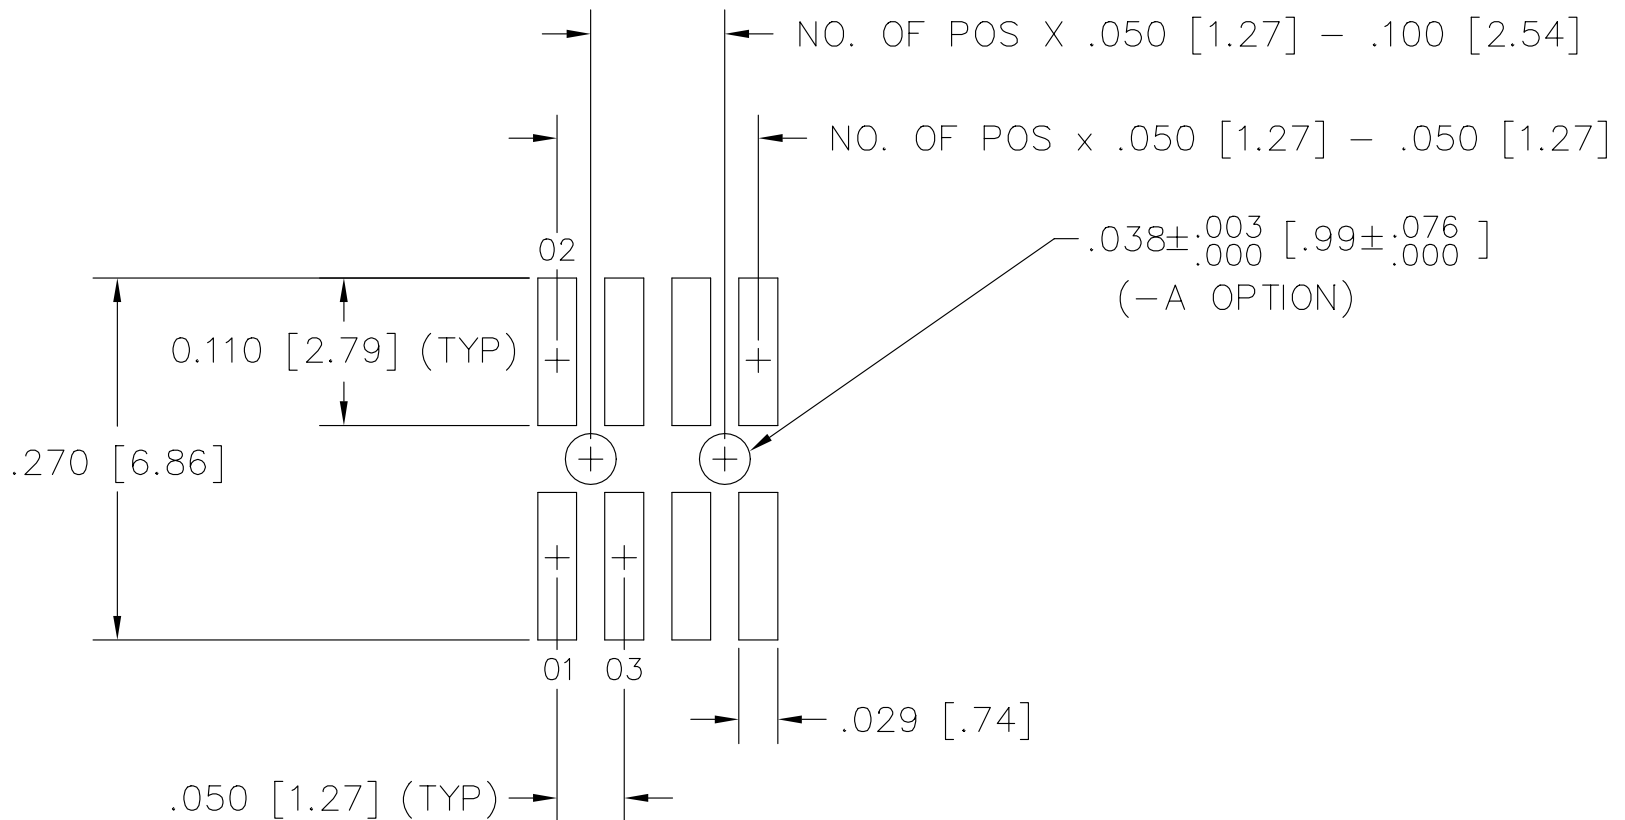 NO. OF POS X .050 [1.27] – .100 [2.54]
NO. OF POS x .050 [1.27] – .050 [1.27]
02
.038±.003 .000 [.99±.076 .000 ]
(–A OPTION)
0.110 [2.79] (TYP)
.270 [6.86]
01 03
.029 [.74]
.050 [1.27] (TYP)